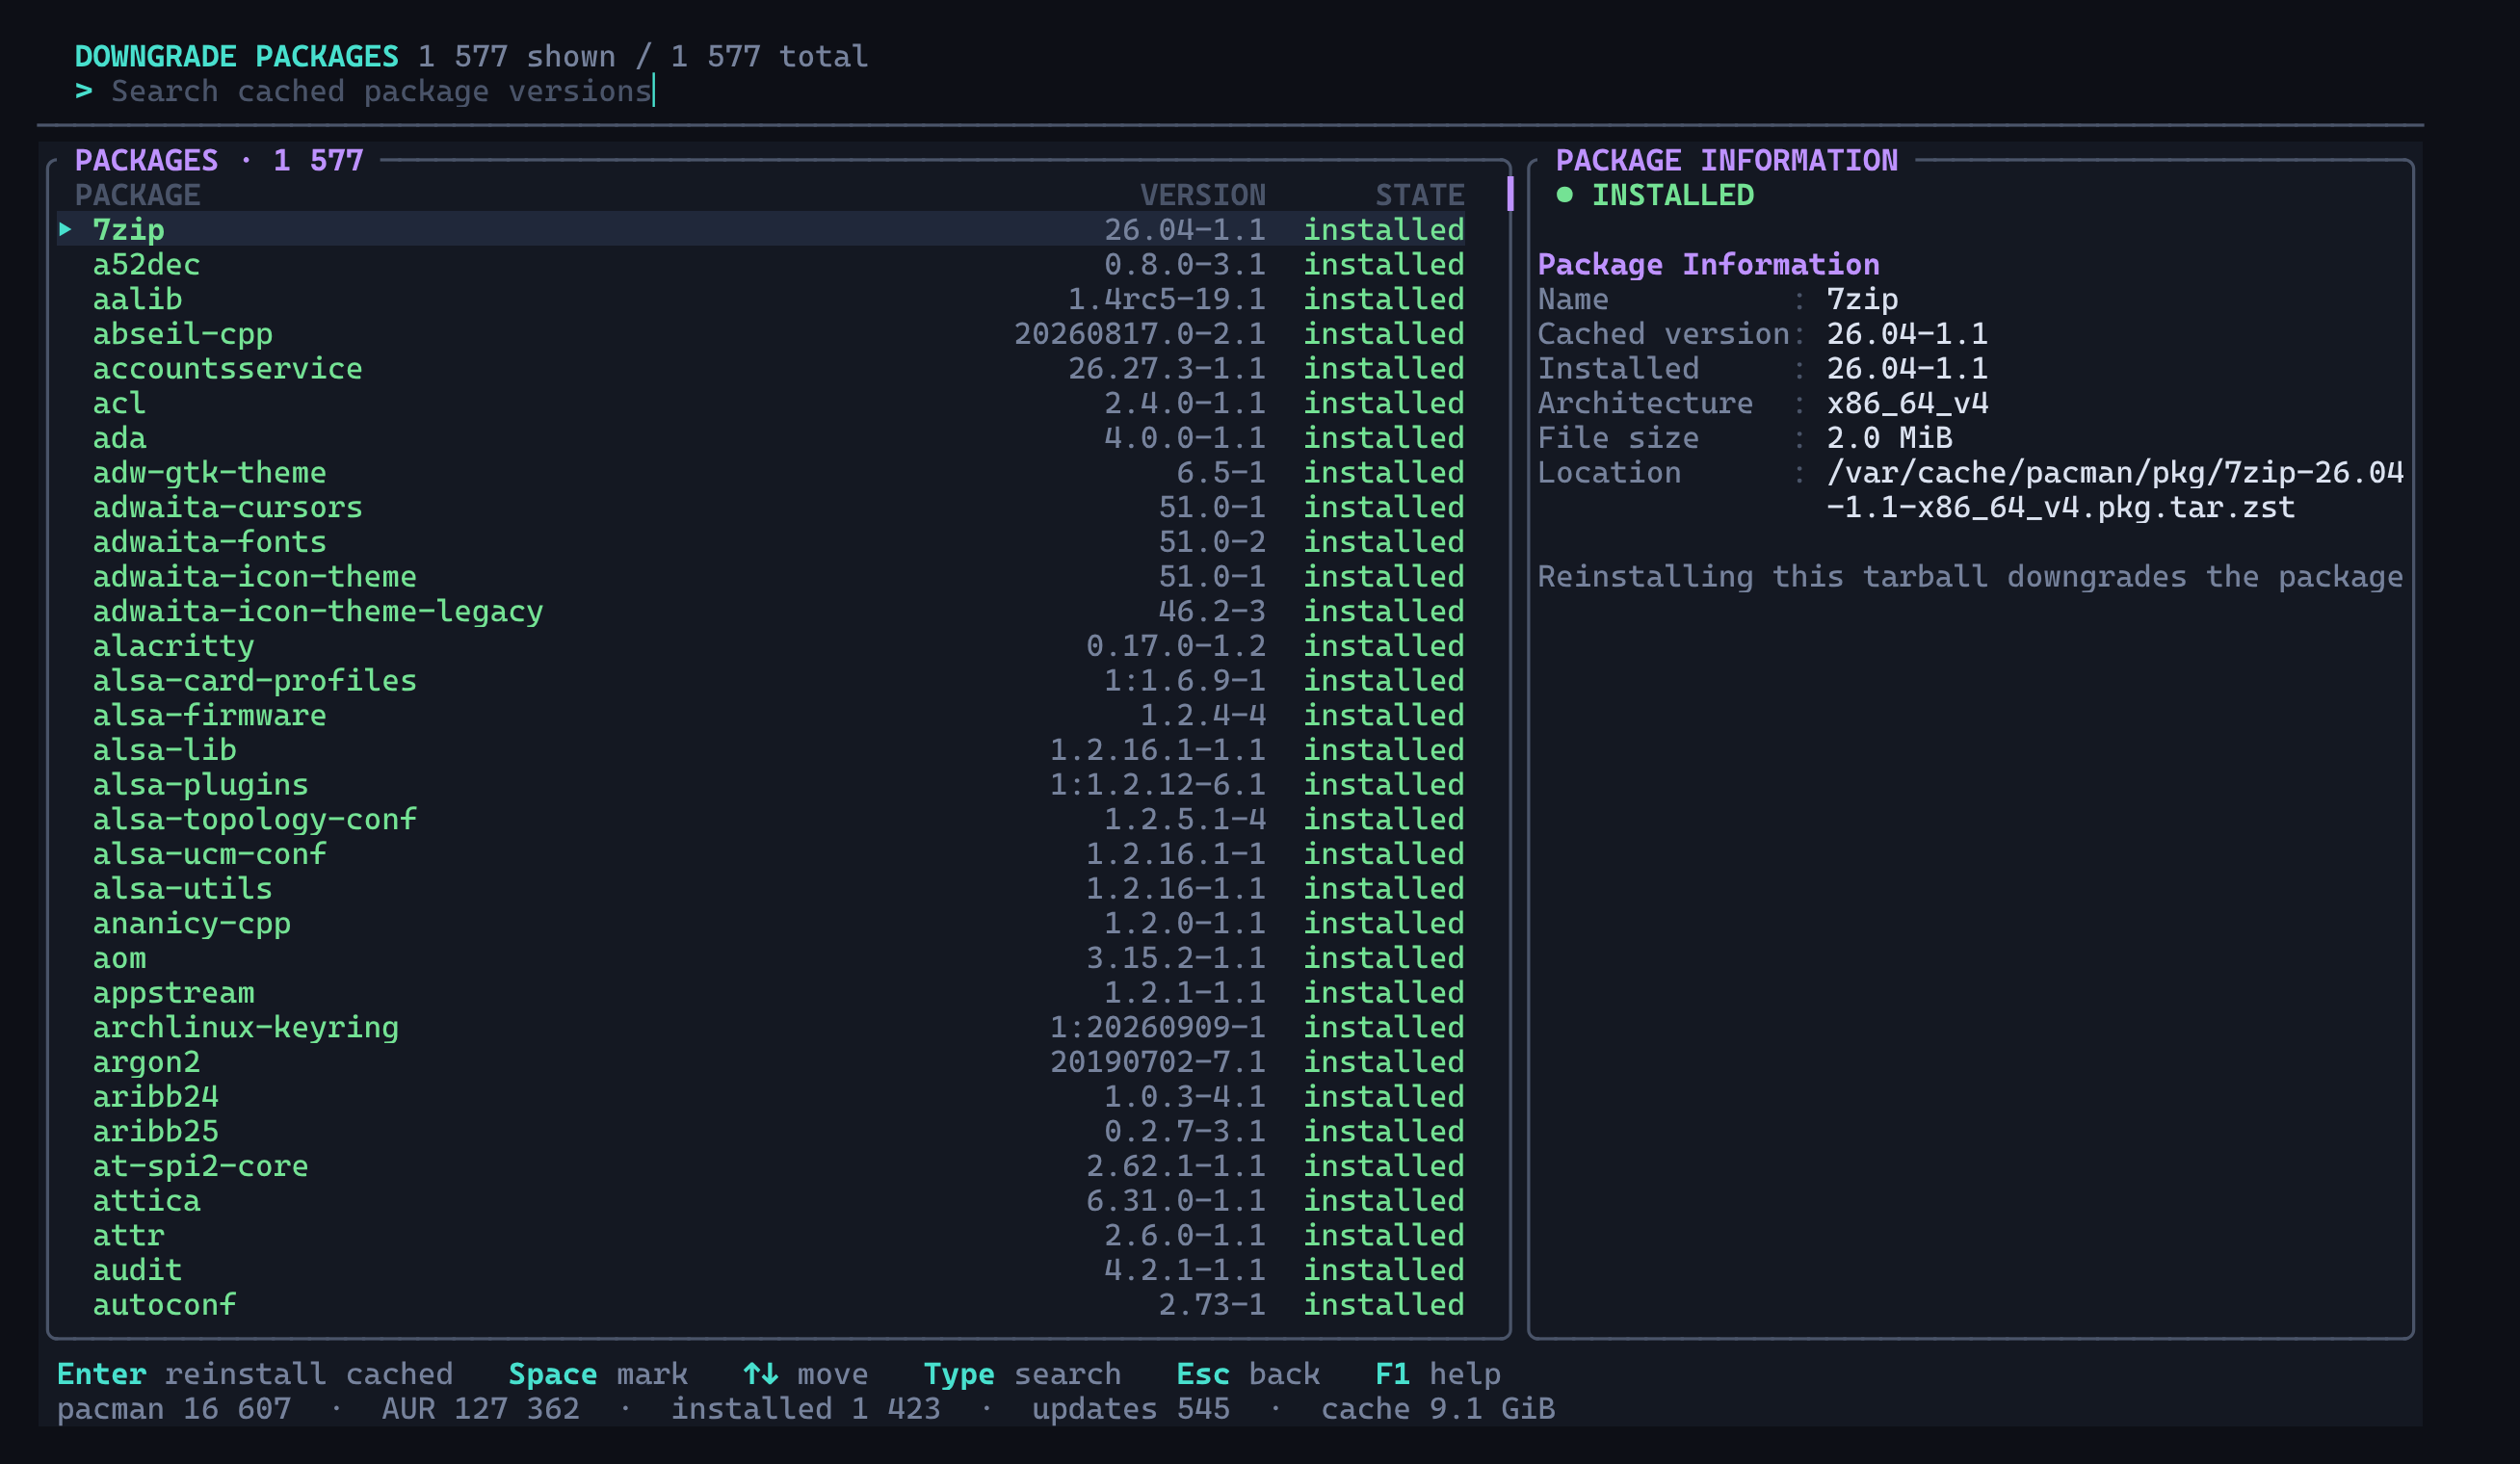 DOWNGRADE PACKAGES 1 577 shown / 1 577 total
> Search cached package versions
PACKAGES · 1 577
PACKAGE VERSION STATE
▶ 7zip 26.04-1.1 installed
a52dec 0.8.0-3.1 installed
aalib 1.4rc5-19.1 installed
abseil-cpp 20260817.0-2.1 installed
accountsservice 26.27.3-1.1 installed
acl 2.4.0-1.1 installed
ada 4.0.0-1.1 installed
adw-gtk-theme 6.5-1 installed
adwaita-cursors 51.0-1 installed
adwaita-fonts 51.0-2 installed
adwaita-icon-theme 51.0-1 installed
adwaita-icon-theme-legacy 46.2-3 installed
alacritty 0.17.0-1.2 installed
alsa-card-profiles 1:1.6.9-1 installed
alsa-firmware 1.2.4-4 installed
alsa-lib 1.2.16.1-1.1 installed
alsa-plugins 1:1.2.12-6.1 installed
alsa-topology-conf 1.2.5.1-4 installed
alsa-ucm-conf 1.2.16.1-1 installed
alsa-utils 1.2.16-1.1 installed
ananicy-cpp 1.2.0-1.1 installed
aom 3.15.2-1.1 installed
appstream 1.2.1-1.1 installed
archlinux-keyring 1:20260909-1 installed
argon2 20190702-7.1 installed
aribb24 1.0.3-4.1 installed
aribb25 0.2.7-3.1 installed
at-spi2-core 2.62.1-1.1 installed
attica 6.31.0-1.1 installed
attr 2.6.0-1.1 installed
audit 4.2.1-1.1 installed
autoconf 2.73-1 installed
PACKAGE INFORMATION
● INSTALLED
Package Information
Name : 7zip
Cached version: 26.04-1.1
Installed : 26.04-1.1
Architecture : x86_64_v4
File size : 2.0 MiB
Location : /var/cache/pacman/pkg/7zip-26.04
-1.1-x86_64_v4.pkg.tar.zst
Reinstalling this tarball downgrades the package
Enter reinstall cached Space mark ↑↓ move Type search Esc back F1 help
pacman 16 607 · AUR 127 362 · installed 1 423 · updates 545 · cache 9.1 GiB